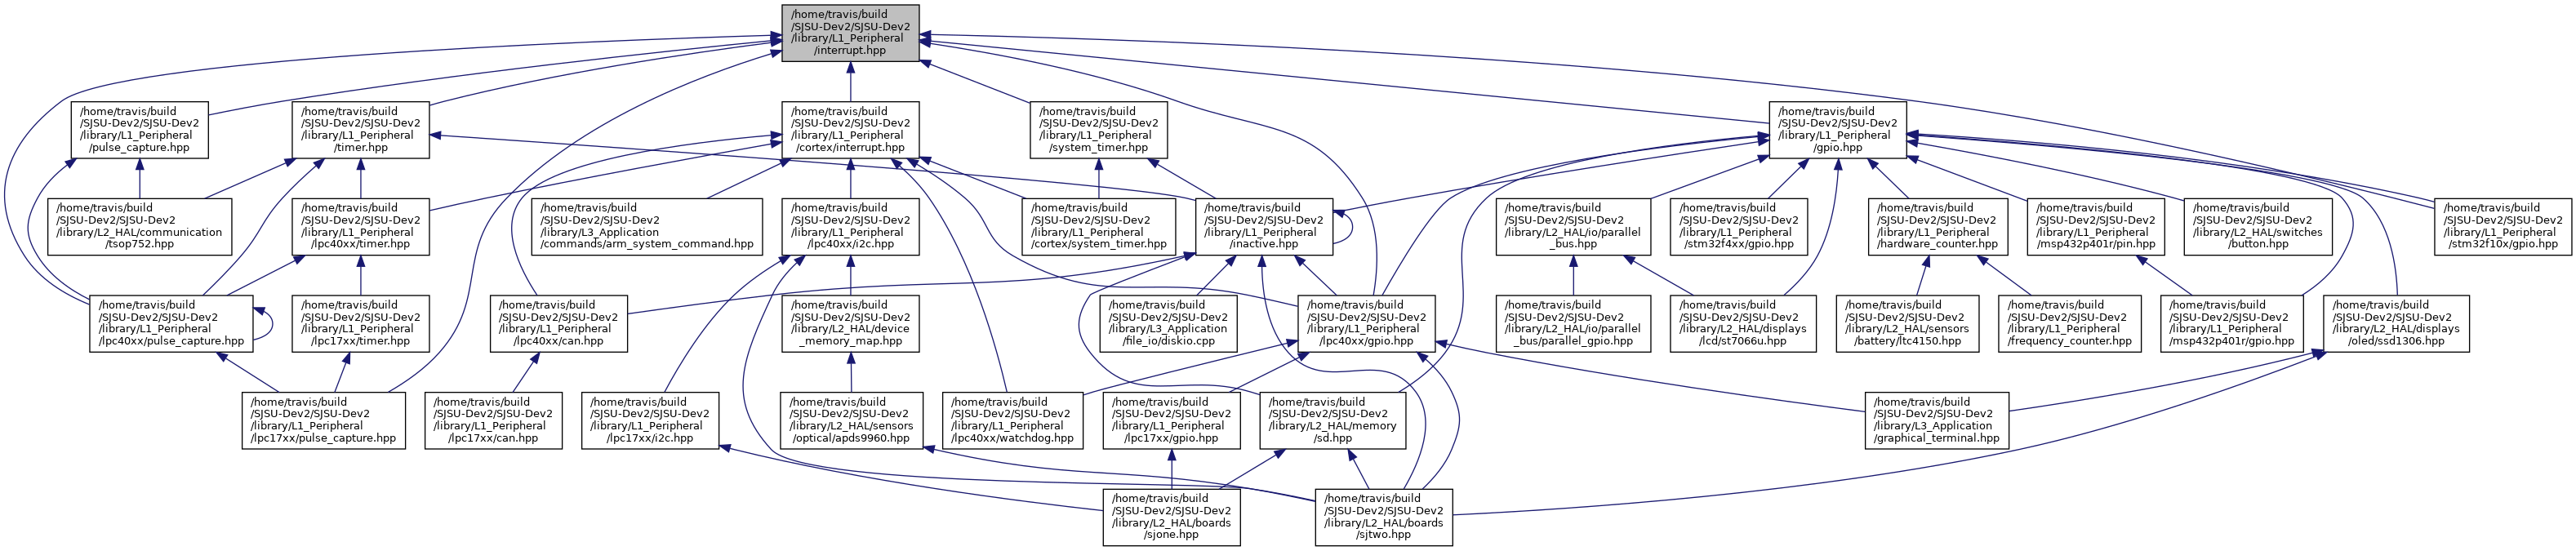 /home/travis/build
/SJSU-Dev2/SJSU-Dev2
/library/L1_Peripheral
/interrupt.hpp
/home/travis/build
/SJSU-Dev2/SJSU-Dev2
/library/L1_Peripheral
/pulse_capture.hpp
/home/travis/build
/SJSU-Dev2/SJSU-Dev2
/library/L1_Peripheral
/timer.hpp
/home/travis/build
/SJSU-Dev2/SJSU-Dev2
/library/L1_Peripheral
/cortex/interrupt.hpp
/home/travis/build
/SJSU-Dev2/SJSU-Dev2
/library/L1_Peripheral
/system_timer.hpp
/home/travis/build
/SJSU-Dev2/SJSU-Dev2
/library/L1_Peripheral
/gpio.hpp
/home/travis/build
/SJSU-Dev2/SJSU-Dev2
/library/L2_HAL/communication
/tsop752.hpp
/home/travis/build
/SJSU-Dev2/SJSU-Dev2
/library/L1_Peripheral
/lpc40xx/timer.hpp
/home/travis/build
/SJSU-Dev2/SJSU-Dev2
/library/L3_Application
/commands/arm_system_command.hpp
/home/travis/build
/SJSU-Dev2/SJSU-Dev2
/library/L1_Peripheral
/lpc40xx/i2c.hpp
/home/travis/build
/SJSU-Dev2/SJSU-Dev2
/library/L1_Peripheral
/cortex/system_timer.hpp
/home/travis/build
/SJSU-Dev2/SJSU-Dev2
/library/L1_Peripheral
/inactive.hpp
/home/travis/build
/SJSU-Dev2/SJSU-Dev2
/library/L2_HAL/io/parallel
_bus.hpp
/home/travis/build
/SJSU-Dev2/SJSU-Dev2
/library/L1_Peripheral
/stm32f4xx/gpio.hpp
/home/travis/build
/SJSU-Dev2/SJSU-Dev2
/library/L1_Peripheral
/hardware_counter.hpp
/home/travis/build
/SJSU-Dev2/SJSU-Dev2
/library/L1_Peripheral
/msp432p401r/pin.hpp
/home/travis/build
/SJSU-Dev2/SJSU-Dev2
/library/L2_HAL/switches
/button.hpp
/home/travis/build
/SJSU-Dev2/SJSU-Dev2
/library/L1_Peripheral
/stm32f10x/gpio.hpp
/home/travis/build
/SJSU-Dev2/SJSU-Dev2
/library/L1_Peripheral
/lpc40xx/pulse_capture.hpp
/home/travis/build
/SJSU-Dev2/SJSU-Dev2
/library/L1_Peripheral
/lpc17xx/timer.hpp
/home/travis/build
/SJSU-Dev2/SJSU-Dev2
/library/L1_Peripheral
/lpc40xx/can.hpp
/home/travis/build
/SJSU-Dev2/SJSU-Dev2
/library/L2_HAL/device
_memory_map.hpp
/home/travis/build
/SJSU-Dev2/SJSU-Dev2
/library/L3_Application
/file_io/diskio.cpp
/home/travis/build
/SJSU-Dev2/SJSU-Dev2
/library/L1_Peripheral
/lpc40xx/gpio.hpp
/home/travis/build
/SJSU-Dev2/SJSU-Dev2
/library/L2_HAL/io/parallel
_bus/parallel_gpio.hpp
/home/travis/build
/SJSU-Dev2/SJSU-Dev2
/library/L2_HAL/displays
/lcd/st7066u.hpp
/home/travis/build
/SJSU-Dev2/SJSU-Dev2
/library/L2_HAL/sensors
/battery/ltc4150.hpp
/home/travis/build
/SJSU-Dev2/SJSU-Dev2
/library/L1_Peripheral
/frequency_counter.hpp
/home/travis/build
/SJSU-Dev2/SJSU-Dev2
/library/L1_Peripheral
/msp432p401r/gpio.hpp
/home/travis/build
/SJSU-Dev2/SJSU-Dev2
/library/L2_HAL/displays
/oled/ssd1306.hpp
/home/travis/build
/SJSU-Dev2/SJSU-Dev2
/library/L1_Peripheral
/lpc17xx/pulse_capture.hpp
/home/travis/build
/SJSU-Dev2/SJSU-Dev2
/library/L1_Peripheral
/lpc17xx/can.hpp
/home/travis/build
/SJSU-Dev2/SJSU-Dev2
/library/L1_Peripheral
/lpc17xx/i2c.hpp
/home/travis/build
/SJSU-Dev2/SJSU-Dev2
/library/L2_HAL/sensors
/optical/apds9960.hpp
/home/travis/build
/SJSU-Dev2/SJSU-Dev2
/library/L1_Peripheral
/lpc40xx/watchdog.hpp
/home/travis/build
/SJSU-Dev2/SJSU-Dev2
/library/L1_Peripheral
/lpc17xx/gpio.hpp
/home/travis/build
/SJSU-Dev2/SJSU-Dev2
/library/L2_HAL/memory
/sd.hpp
/home/travis/build
/SJSU-Dev2/SJSU-Dev2
/library/L3_Application
/graphical_terminal.hpp
/home/travis/build
/SJSU-Dev2/SJSU-Dev2
/library/L2_HAL/boards
/sjone.hpp
/home/travis/build
/SJSU-Dev2/SJSU-Dev2
/library/L2_HAL/boards
/sjtwo.hpp